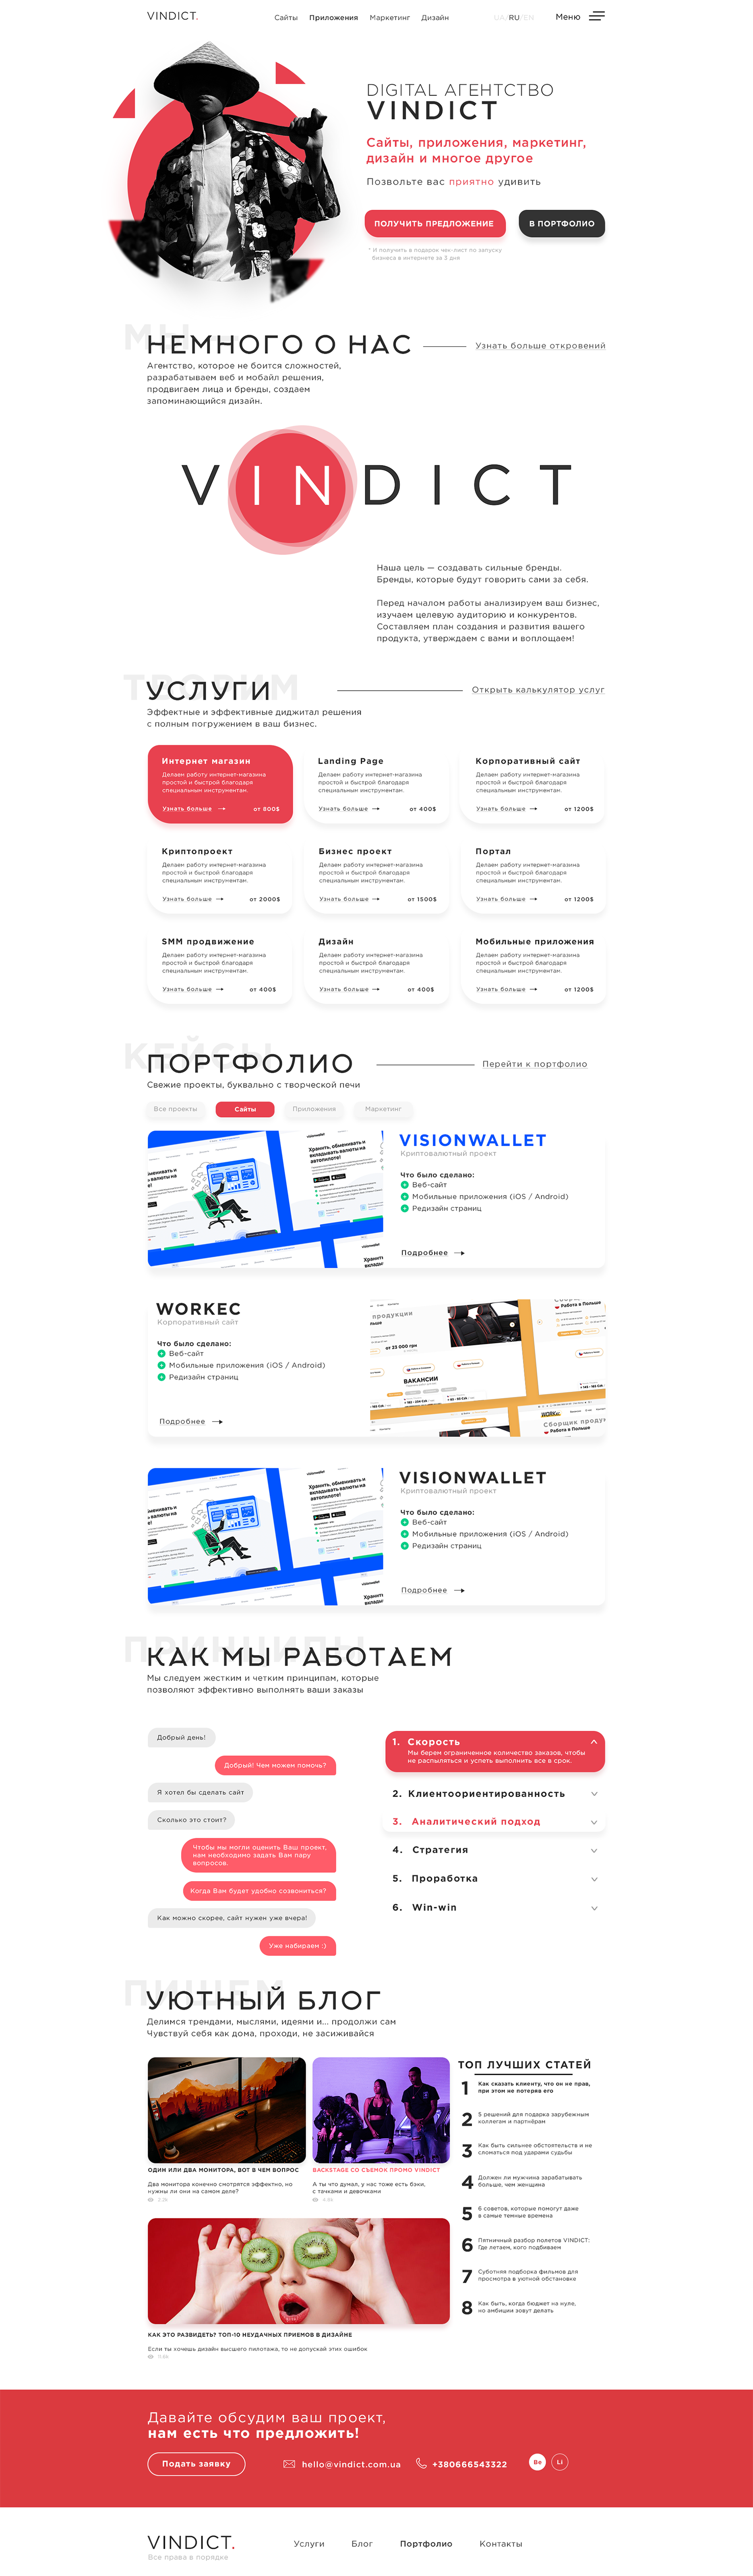 VINDICT.
Сайты Приложения Маркетинг Дизайн
UA/RU/EN
Меню
DIGITAL АГЕНТСТВО
VINDICT
Сайты, приложения, маркетинг,
дизайн и многое другое
Позвольте вас приятно удивить
ПОЛУЧИТЬ ПРЕДЛОЖЕНИЕ
В ПОРТФОЛИО
* И получить в подарок чек-лист по запуску
бизнеса в интернете за 3 дня
МЫ
НЕМНОГО О НАС
Узнать больше откровений
Агентство, которое не боится сложностей,
разрабатываем веб и мобайл решения,
продвигаем лица и бренды, создаем
запоминающийся дизайн.
VINDICT
Наша цель — создавать сильные бренды.
Бренды, которые будут говорить сами за себя.
Перед началом работы анализируем ваш бизнес,
изучаем целевую аудиторию и конкурентов.
Составляем план создания и развития вашего
продукта, утверждаем с вами и воплощаем!
ТВОРИМ
УСЛУГИ
Открыть калькулятор услуг
Эффектные и эффективные диджитал решения
с полным погружением в ваш бизнес.
Интернет магазин
Делаем работу интернет-магазина
простой и быстрой благодаря
специальным инструментам.
Узнать больше → от 800$
Landing Page
Делаем работу интернет-магазина
простой и быстрой благодаря
специальным инструментам.
Узнать больше → от 400$
Корпоративный сайт
Делаем работу интернет-магазина
простой и быстрой благодаря
специальным инструментам.
Узнать больше → от 1200$
Криптопроект
Делаем работу интернет-магазина
простой и быстрой благодаря
специальным инструментам.
Узнать больше → от 2000$
Бизнес проект
Делаем работу интернет-магазина
простой и быстрой благодаря
специальным инструментам.
Узнать больше → от 1500$
Портал
Делаем работу интернет-магазина
простой и быстрой благодаря
специальным инструментам.
Узнать больше → от 1200$
SMM продвижение
Делаем работу интернет-магазина
простой и быстрой благодаря
специальным инструментам.
Узнать больше → от 400$
Дизайн
Делаем работу интернет-магазина
простой и быстрой благодаря
специальным инструментам.
Узнать больше → от 400$
Мобильные приложения
Делаем работу интернет-магазина
простой и быстрой благодаря
специальным инструментам.
Узнать больше → от 1200$
КЕЙСЫ
ПОРТФОЛИО
Перейти к портфолио
Свежие проекты, буквально с творческой печи
Все проекты Сайты Приложения Маркетинг
VISIONWALLET
Криптовалютный проект
Что было сделано:
Веб-сайт
Мобильные приложения (iOS / Android)
Редизайн страниц
Подробнее →
WORKEC
Корпоративный сайт
Что было сделано:
Веб-сайт
Мобильные приложения (iOS / Android)
Редизайн страниц
Подробнее →
продукции
от 25 000 грн
ВАКАНСИИ
Работа в Польше
Сборщик
Работа в Польше
VISIONWALLET
Криптовалютный проект
Что было сделано:
Веб-сайт
Мобильные приложения (iOS / Android)
Редизайн страниц
Подробнее →
ПРИНЦИПЫ
КАК МЫ РАБОТАЕМ
Мы следуем жестким и четким принципам, которые
позволяют эффективно выполнять ваши заказы
Добрый день!
Добрый! Чем можем помочь?
Я хотел бы сделать сайт
Сколько это стоит?
Чтобы мы могли оценить Ваш проект,
нам необходимо задать Вам пару
вопросов.
Когда Вам будет удобно созвониться?
Как можно скорее, сайт нужен уже вчера!
Уже набираем :)
1. Скорость
Мы берем ограниченное количество заказов, чтобы
не распыляться и успеть выполнить все в срок.
2. Клиентоориентированность
3. Аналитический подход
4. Стратегия
5. Проработка
6. Win-win
ПИШЕМ
УЮТНЫЙ БЛОГ
Делимся трендами, мыслями, идеями и... продолжи сам
Чувствуй себя как дома, проходи, не засиживайся
ОДИН ИЛИ ДВА МОНИТОРА, ВОТ В ЧЕМ ВОПРОС
Два монитора конечно смотрятся эффектно, но
нужны ли они на самом деле?
BACKSTAGE СО СЪЕМОК ПРОМО VINDICT
А ты что думал, у нас тоже есть бэки,
с тачками и девочками
КАК ЭТО РАЗВИДЕТЬ? ТОП-10 НЕУДАЧНЫХ ПРИЕМОВ В ДИЗАЙНЕ
Если ты хочешь дизайн высшего пилотажа, то не допускай этих ошибок
ТОП ЛУЧШИХ СТАТЕЙ
1 Как сказать клиенту, что он не прав,
при этом не потеряв его
2 5 решений для подарка зарубежным
коллегам и партнёрам
3 Как быть сильнее обстоятельств и не
сломаться под ударами судьбы
4 Должен ли мужчина зарабатывать
больше, чем женщина
5 6 советов, которые помогут даже
в самые темные времена
6 Пятничный разбор полетов VINDICT:
Где летаем, кого подбиваем
7 Суботняя подборка фильмов для
просмотра в уютной обстановке
8 Как быть, когда бюджет на нуле,
но амбиции зовут делать
Давайте обсудим ваш проект,
нам есть что предложить!
Подать заявку
hello@vindict.com.ua
+380666543322
Be
Li
VINDICT.
Все права в порядке
Услуги Блог Портфолио Контакты